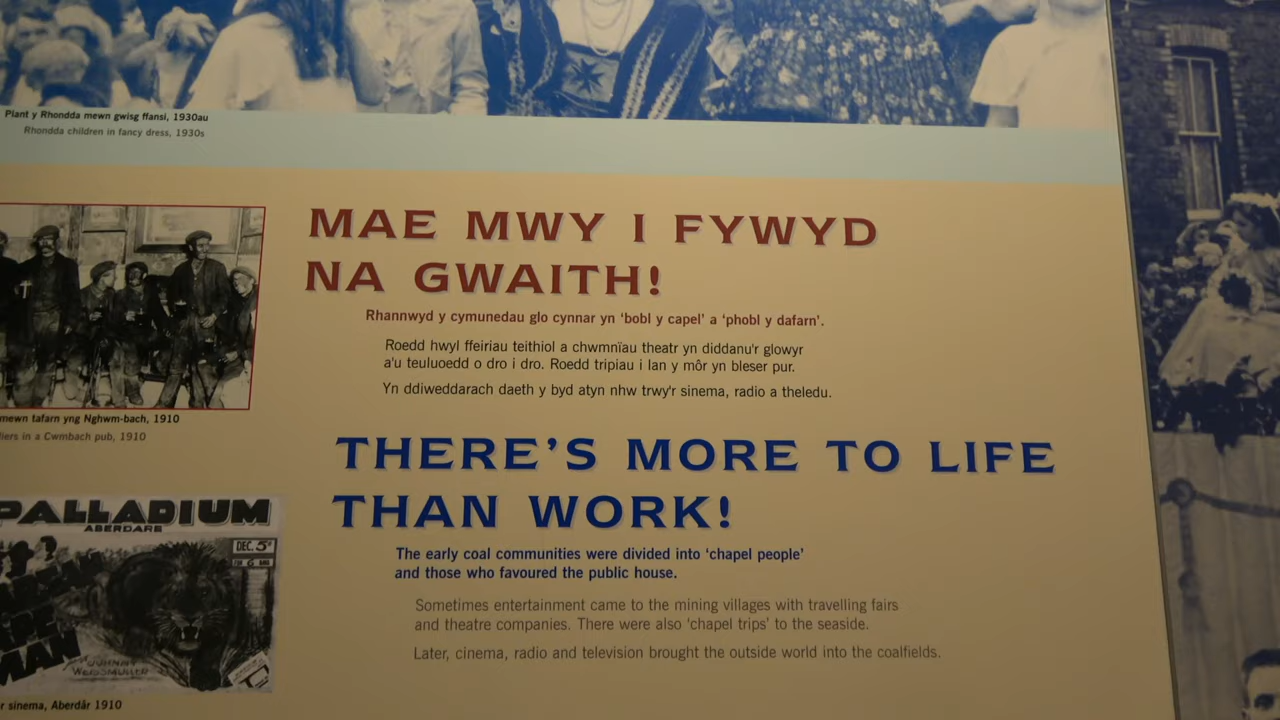 Plant y Rhondda mewn gwisg ffansi, 1930au
Rhondda children in fancy dress, 1930s
MAE MWY I FYWYD
NA GWAITH!
Rhannwyd y cymunedau glo cynnar yn ‘bobl y capel’ a ‘phobl y dafarn’.
Roedd hwyl ffeiriau teithiol a chwmnïau theatr yn diddanu'r glowyr
a'u teuluoedd o dro i dro. Roedd tripiau i lan y môr yn bleser pur.
Yn ddiweddarach daeth y byd atyn nhw trwy'r sinema, radio a theledu.
mewn tafarn yng Nghwm-bach, 1910
liers in a Cwmbach pub, 1910
THERE’S MORE TO LIFE
THAN WORK!
The early coal communities were divided into ‘chapel people’
and those who favoured the public house.
Sometimes entertainment came to the mining villages with travelling fairs
and theatre companies. There were also ‘chapel trips’ to the seaside.
Later, cinema, radio and television brought the outside world into the coalfields.
PALLADIUM
ABERDARE
DEC. 5th
MAN
JOHNNY
WEISSMULLER
r sinema, Aberdâr 1910